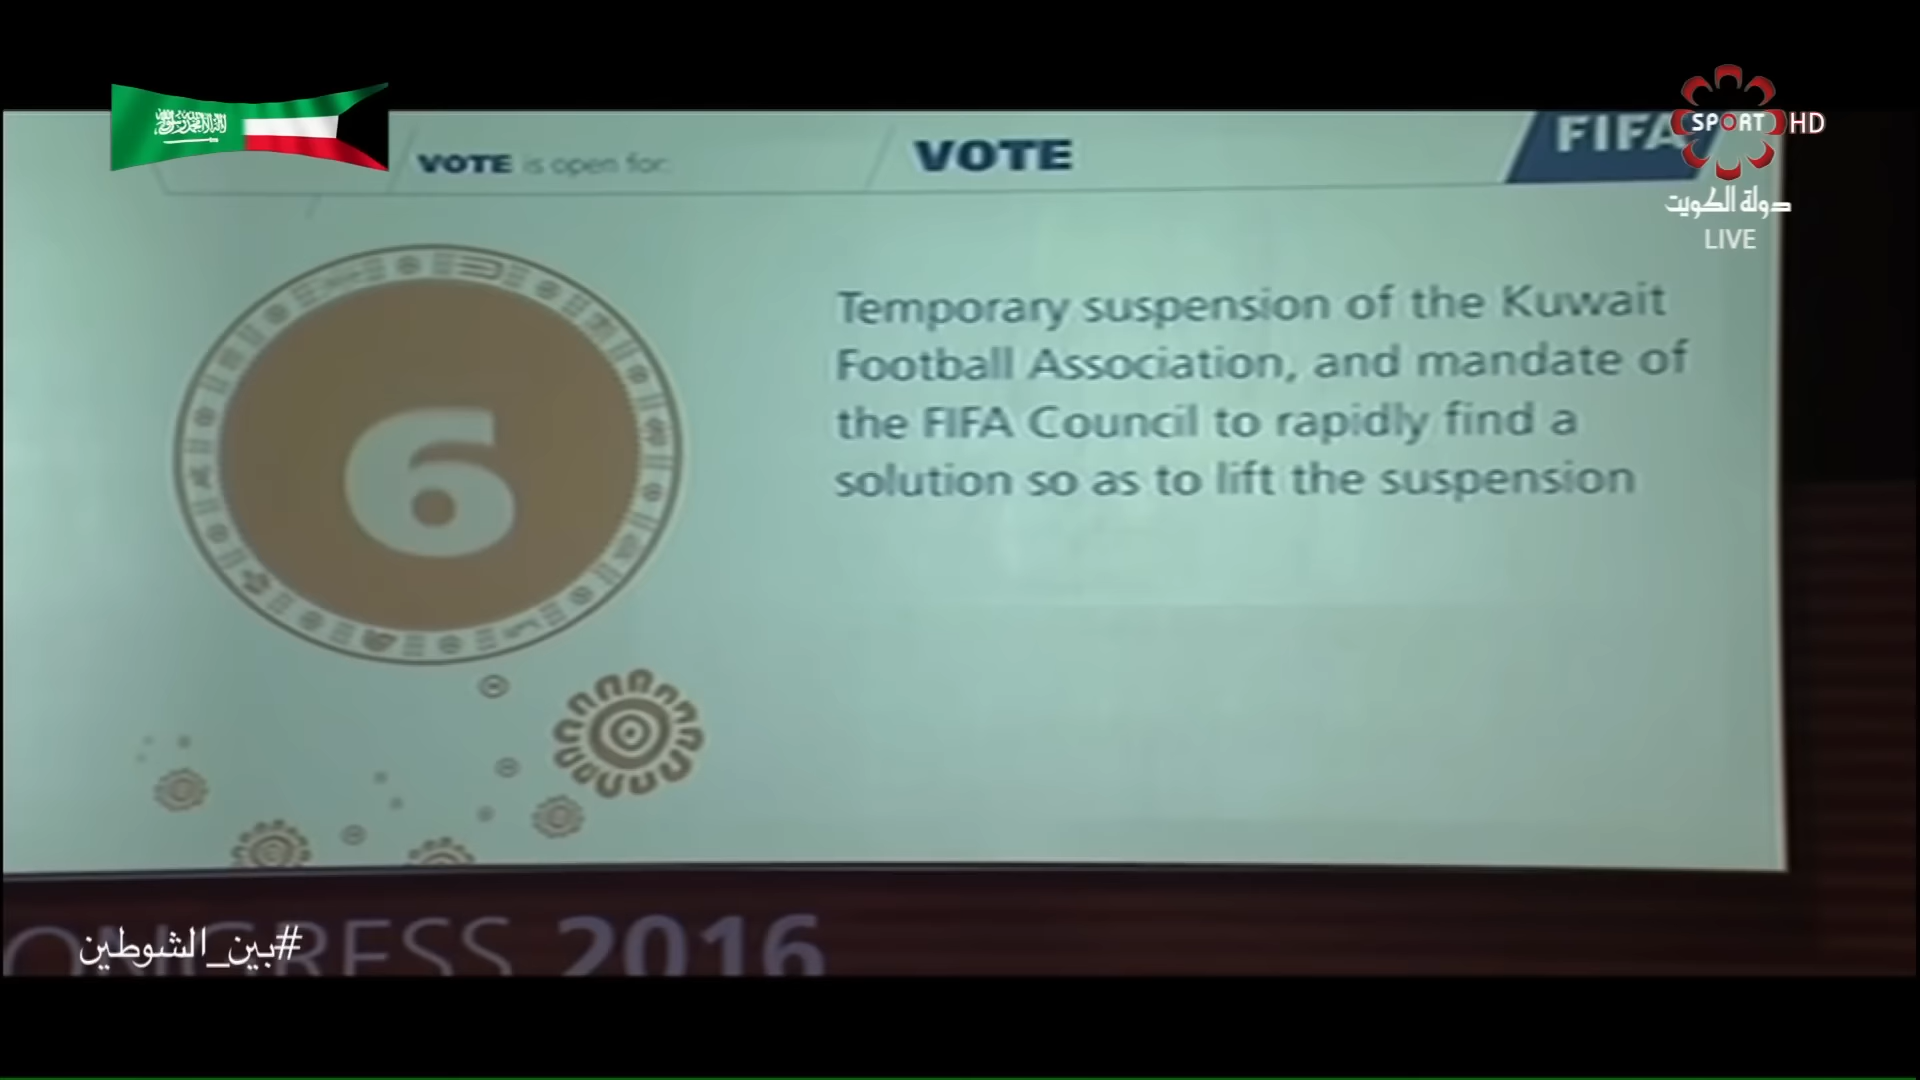 VOTE is open for:
VOTE
FIFA
SPORT HD
دولة الكويت
LIVE
6
Temporary suspension of the Kuwait
Football Association, and mandate of
the FIFA Council to rapidly find a
solution so as to lift the suspension
ONGRESS 2016
#بين_الشوطين